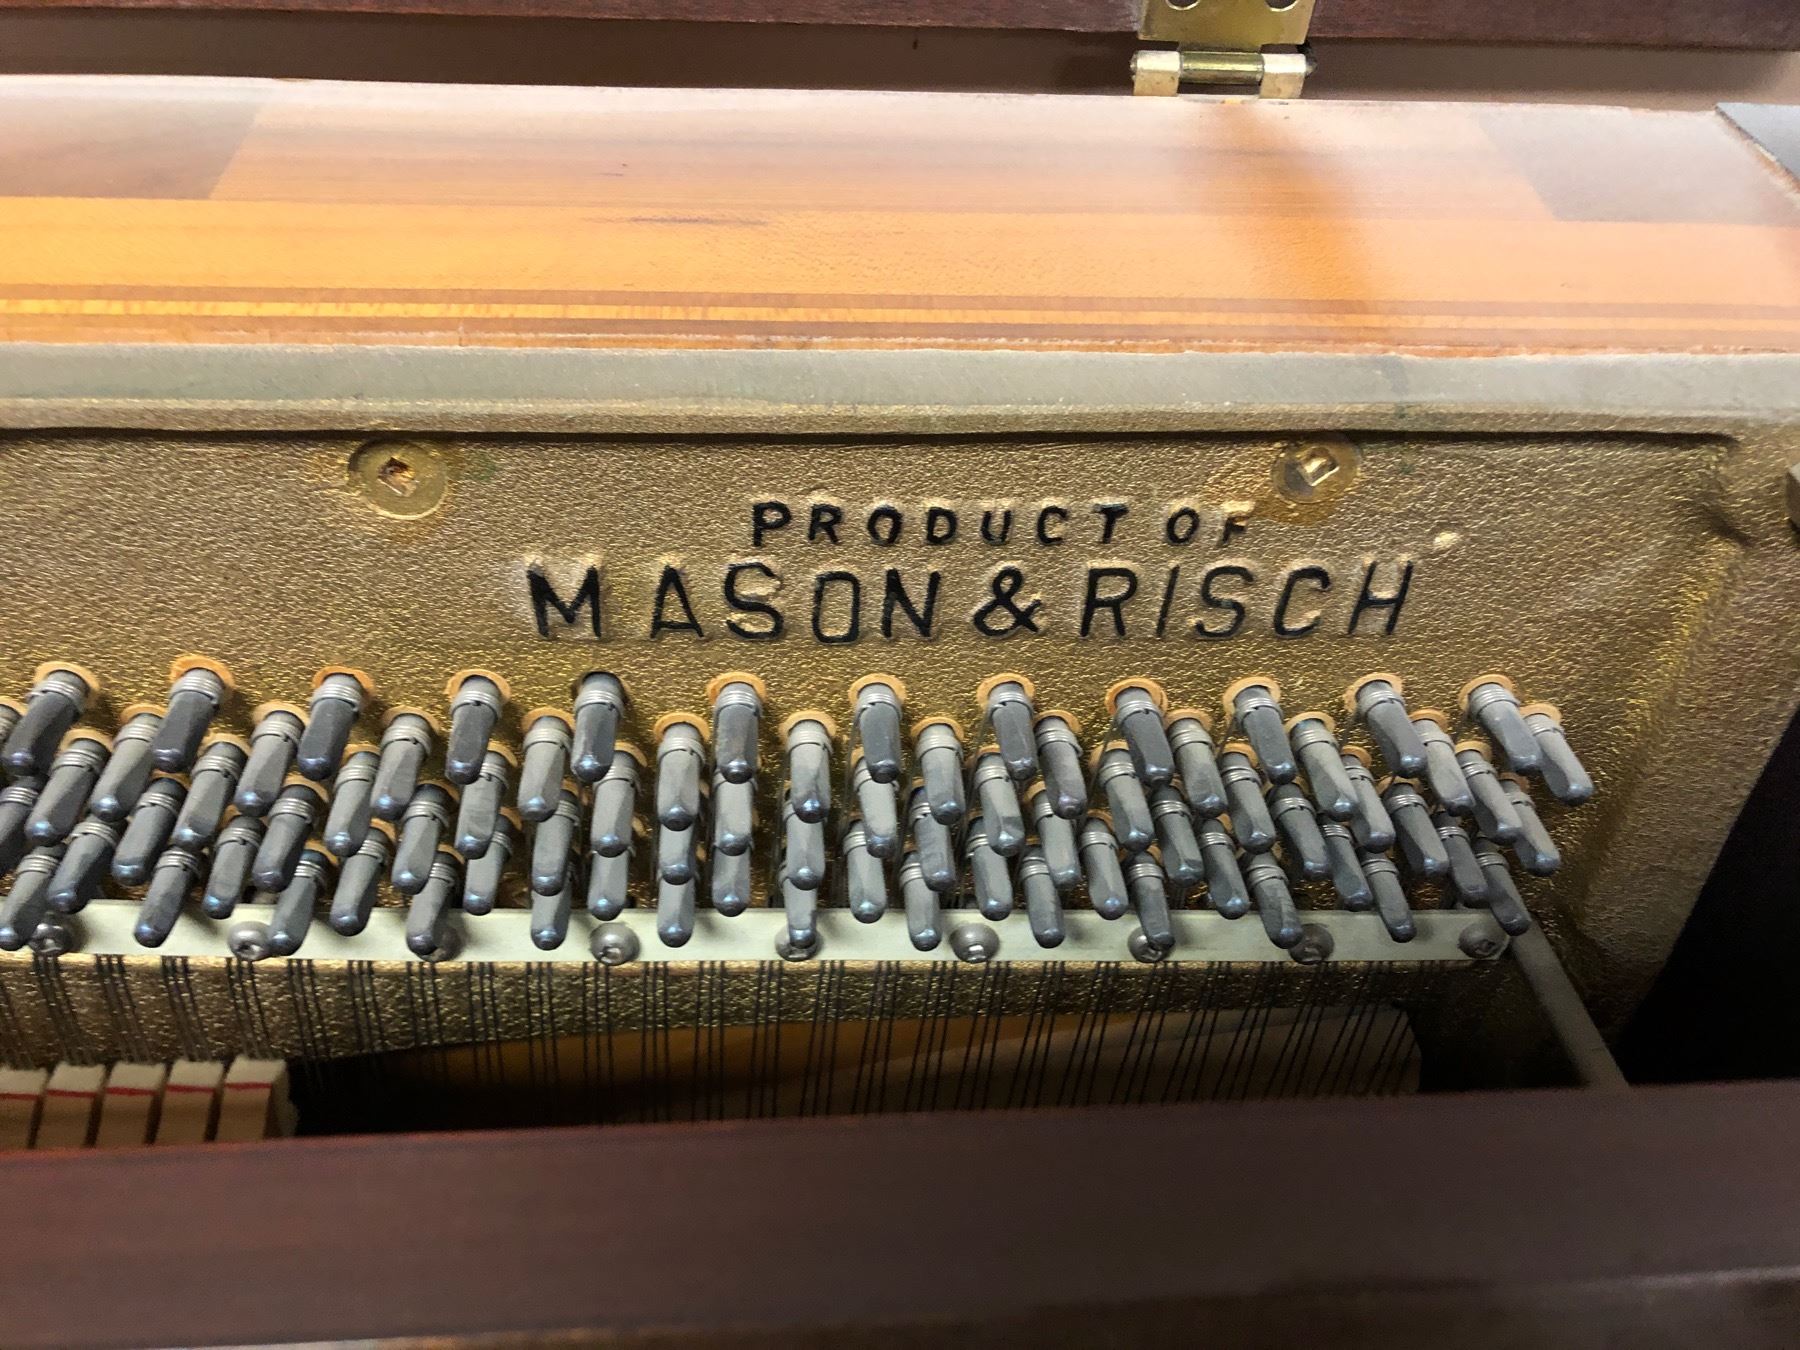 PRODUCT OF
MASON & RISCH